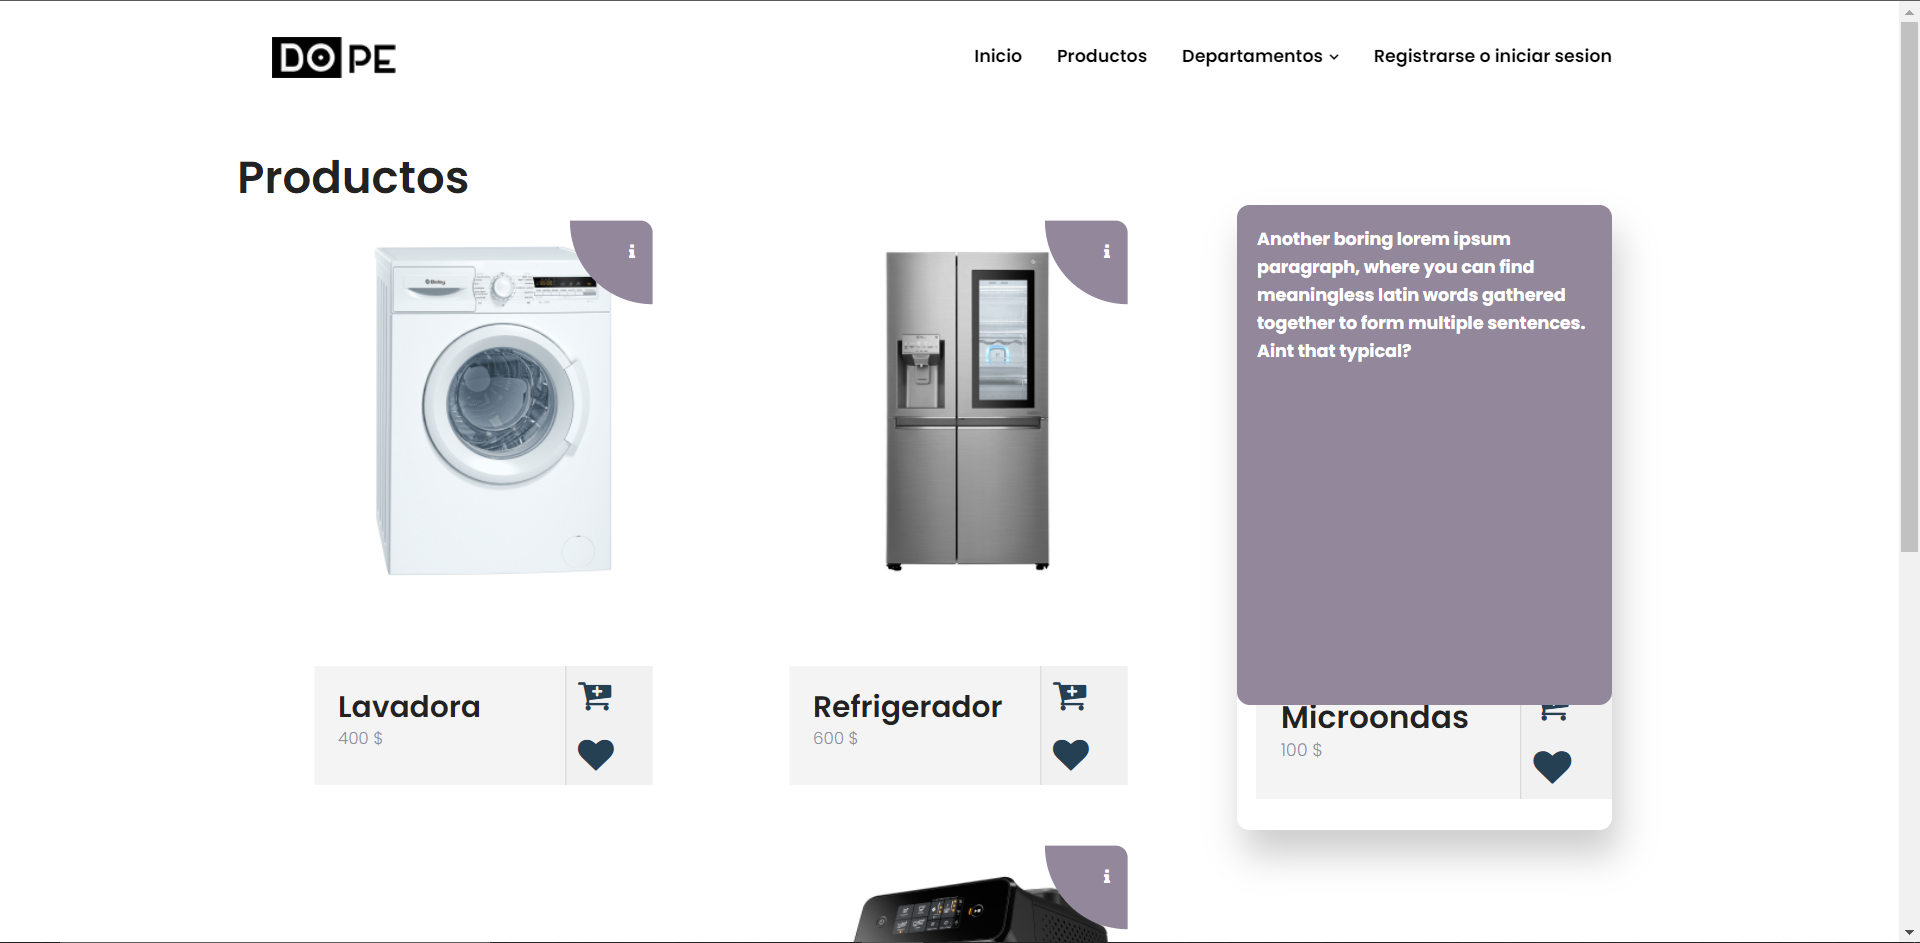 DOPE
Inicio
Productos
Departamentos
Registrarse o iniciar sesion
Productos
i
i
Another boring lorem ipsum
paragraph, where you can find
meaningless latin words gathered
together to form multiple sentences.
Aint that typical?
Lavadora
400 $
Refrigerador
600 $
Microondas
100 $
i